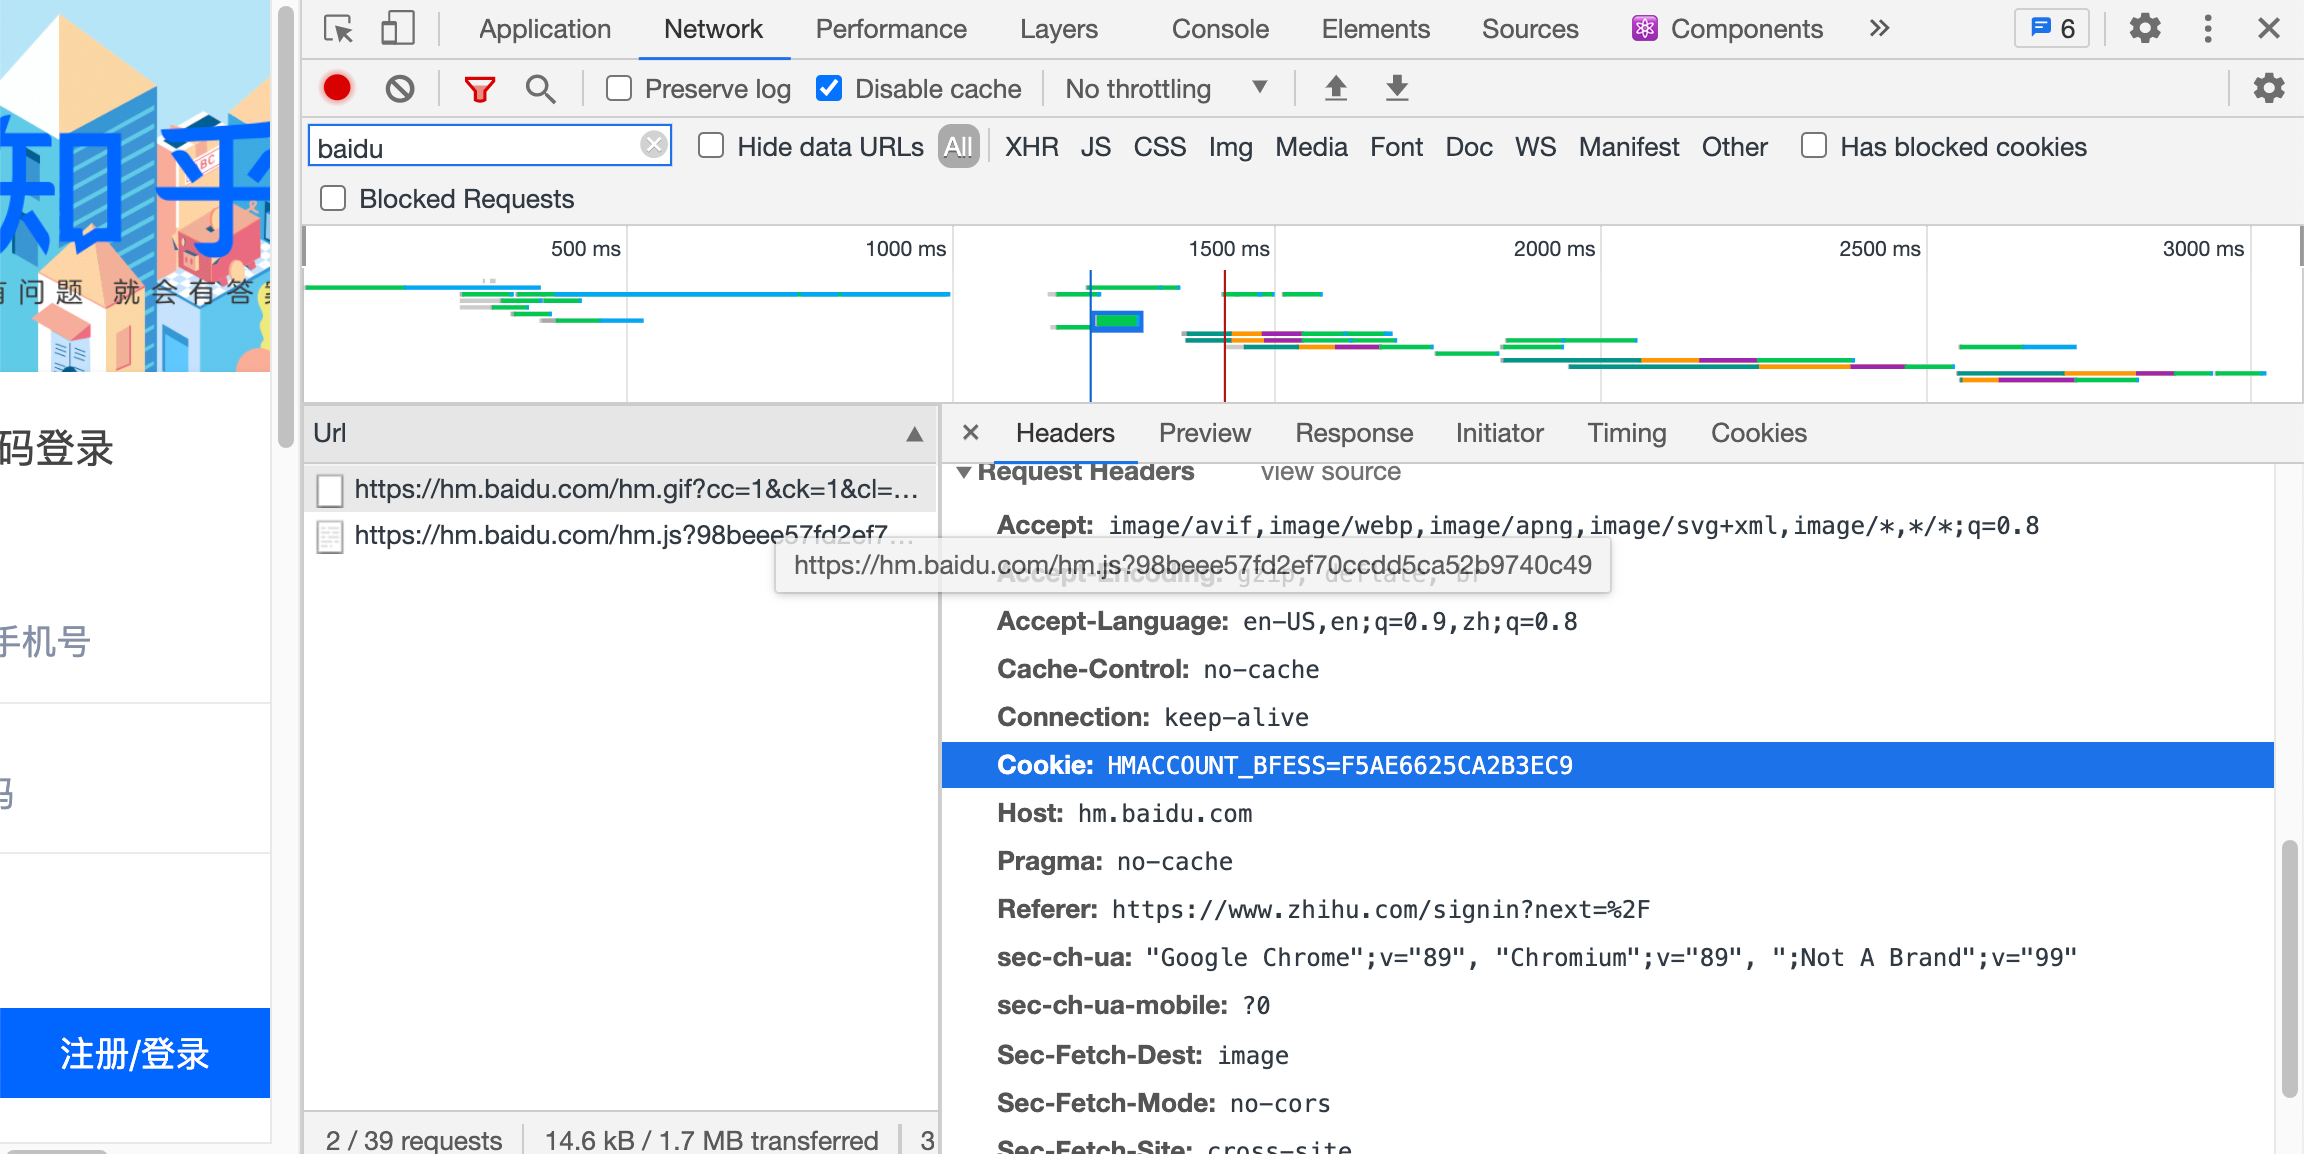 Application Network Performance Layers Console Elements Sources Components 6
Preserve log Disable cache No throttling
baidu Hide data URLs All XHR JS CSS Img Media Font Doc WS Manifest Other Has blocked cookies
Blocked Requests
500 ms 1000 ms 1500 ms 2000 ms 2500 ms 3000 ms
知乎
问题 就会有答
码登录
手机号
码
注册/登录
Url
https://hm.baidu.com/hm.gif?cc=1&ck=1&cl=...
https://hm.baidu.com/hm.js?98beee57fd2ef7...
https://hm.baidu.com/hm.js?98beee57fd2ef70ccdd5ca52b9740c49
2 / 39 requests 14.6 kB / 1.7 MB transferred 3
Headers Preview Response Initiator Timing Cookies
Request Headers view source
Accept: image/avif,image/webp,image/apng,image/svg+xml,image/*,*/*;q=0.8
Accept-Encoding: gzip, deflate, br
Accept-Language: en-US,en;q=0.9,zh;q=0.8
Cache-Control: no-cache
Connection: keep-alive
Cookie: HMACCOUNT_BFESS=F5AE6625CA2B3EC9
Host: hm.baidu.com
Pragma: no-cache
Referer: https://www.zhihu.com/signin?next=%2F
sec-ch-ua: "Google Chrome";v="89", "Chromium";v="89", ";Not A Brand";v="99"
sec-ch-ua-mobile: ?0
Sec-Fetch-Dest: image
Sec-Fetch-Mode: no-cors
Sec-Fetch-Site: cross-site